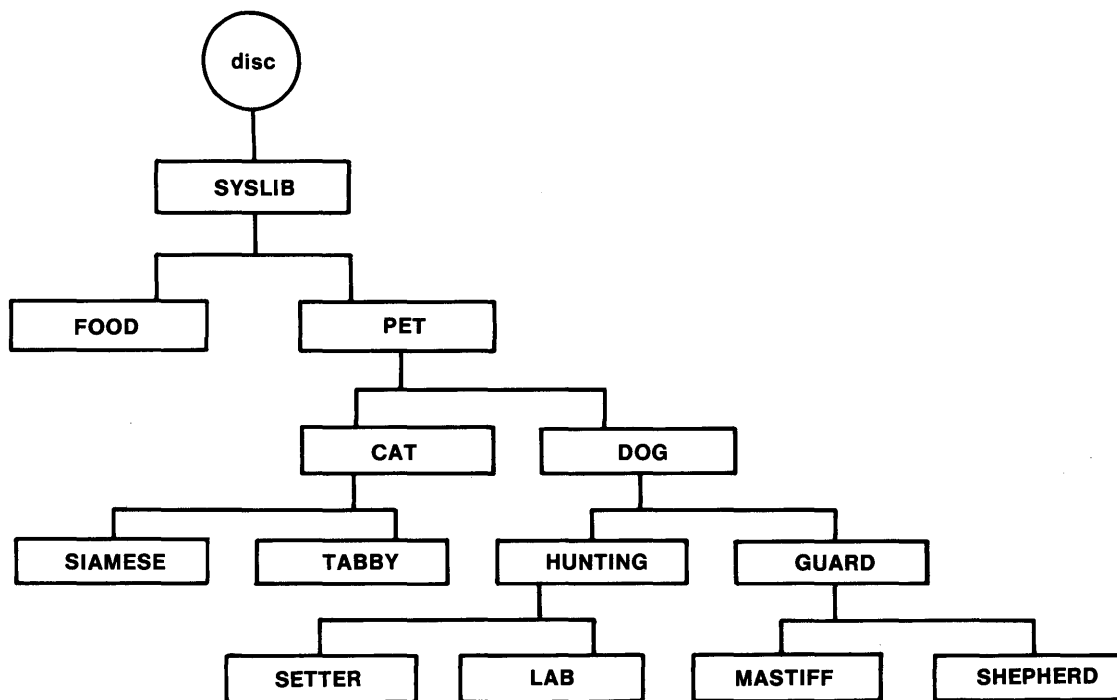 disc
SYSLIB
FOOD
PET
CAT
DOG
SIAMESE
TABBY
HUNTING
GUARD
SETTER
LAB
MASTIFF
SHEPHERD